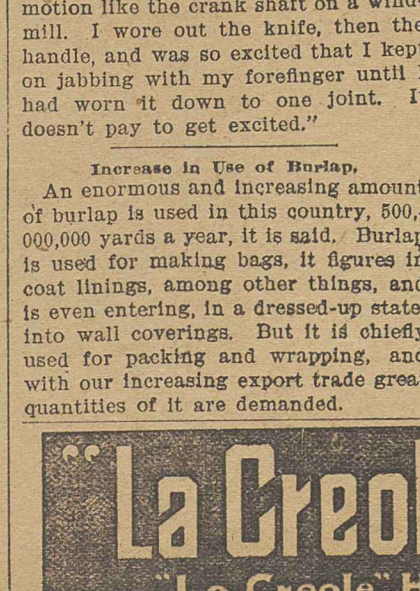 motion like the crank shaft on a wind-
mill. I wore out the knife, then the
handle, and was so excited that I kept
on jabbing with my forefinger until
had worn it down to one joint. It
doesn't pay to get excited."
Increase in Use of Burlap.
An enormous and increasing amount
of burlap is used in this country, 500,-
000,000 yards a year, it is said. Burlap
is used for making bags, it figures in
coat linings, among other things, and
is even entering, in a dressed-up state
into wall coverings. But it is chiefly
used for packing and wrapping, and
with our increasing export trade grea
quantities of it are demanded.
"La Creol
"La Creole"